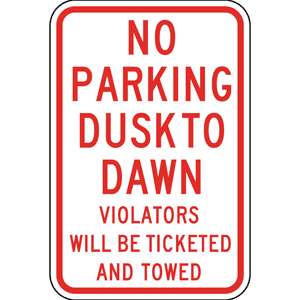 NO
PARKING
DUSK TO
DAWN
VIOLATORS
WILL BE TICKETED
AND TOWED